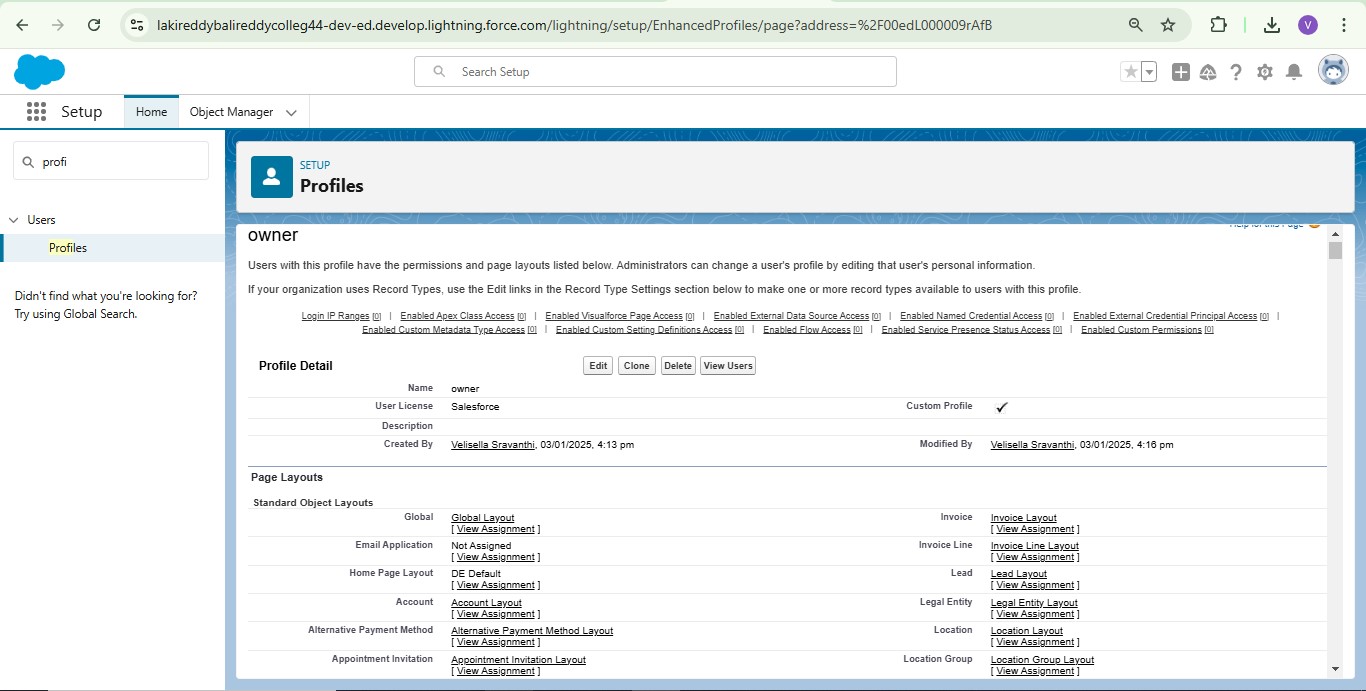 lakireddybalireddycolleg44-dev-ed.develop.lightning.force.com/lightning/setup/EnhancedProfiles/page?address=%2F00edL000009rAfB
V
Search Setup
Setup
Home
Object Manager
profi
Users
Profiles
Didn't find what you're looking for?
Try using Global Search.
SETUP
Profiles
Help for this Page
owner
Users with this profile have the permissions and page layouts listed below. Administrators can change a user's profile by editing that user's personal information.
If your organization uses Record Types, use the Edit links in the Record Type Settings section below to make one or more record types available to users with this profile.
Login IP Ranges [0] | Enabled Apex Class Access [0] | Enabled Visualforce Page Access [0] | Enabled External Data Source Access [0] | Enabled Named Credential Access [0] | Enabled External Credential Principal Access [0] |
Enabled Custom Metadata Type Access [0] | Enabled Custom Setting Definitions Access [0] | Enabled Flow Access [0] | Enabled Service Presence Status Access [0] | Enabled Custom Permissions [0]
Profile Detail Edit Clone Delete View Users
Name owner
User License Salesforce Custom Profile ✓
Description
Created By Velisella Sravanthi, 03/01/2025, 4:13 pm Modified By Velisella Sravanthi, 03/01/2025, 4:16 pm
Page Layouts
Standard Object Layouts
Global Global Layout Invoice Invoice Layout
[ View Assignment ] [ View Assignment ]
Email Application Not Assigned Invoice Line Invoice Line Layout
[ View Assignment ] [ View Assignment ]
Home Page Layout DE Default Lead Lead Layout
[ View Assignment ] [ View Assignment ]
Account Account Layout Legal Entity Legal Entity Layout
[ View Assignment ] [ View Assignment ]
Alternative Payment Method Alternative Payment Method Layout Location Location Layout
[ View Assignment ] [ View Assignment ]
Appointment Invitation Appointment Invitation Layout Location Group Location Group Layout
[ View Assignment ] [ View Assignment ]